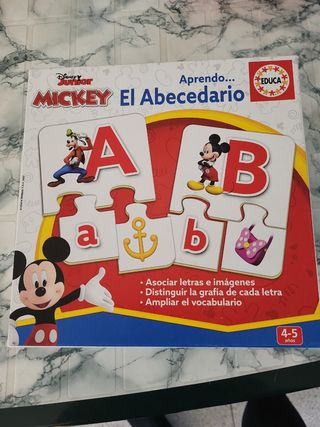 Disney
Junior
MICKEY
Aprendo...
El Abecedario
EDUCA
A
B
a
b
• Asociar letras e imágenes
• Distinguir la grafía de cada letra
• Ampliar el vocabulario
4-5
años